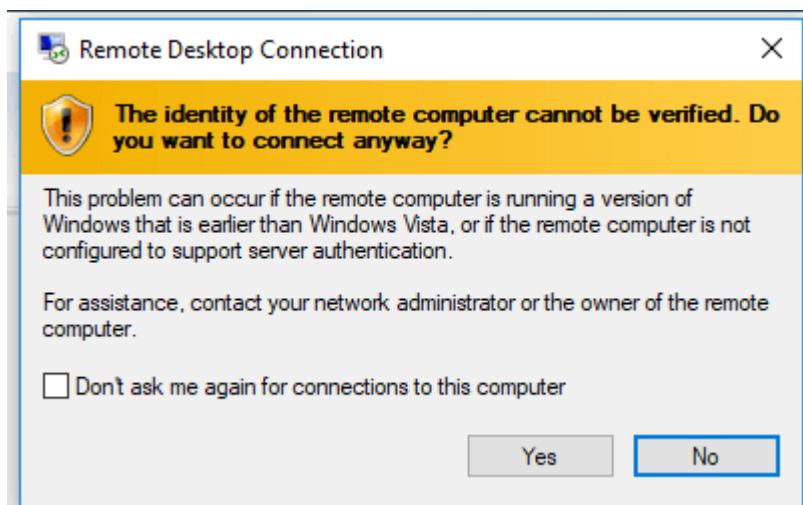 Remote Desktop Connection
The identity of the remote computer cannot be verified. Do
you want to connect anyway?
This problem can occur if the remote computer is running a version of
Windows that is earlier than Windows Vista, or if the remote computer is not
configured to support server authentication.
For assistance, contact your network administrator or the owner of the remote
computer.
Don't ask me again for connections to this computer
Yes No